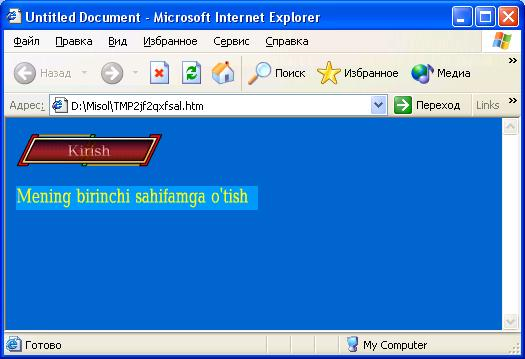 Untitled Document - Microsoft Internet Explorer
Файл Правка Вид Избранное Сервис Справка
Назад Поиск Избранное Медиа
Адрес: D:\Misol\TMP2jf2qxfsal.htm Переход Links
Kirish
Mening birinchi sahifamga o'tish
Готово My Computer